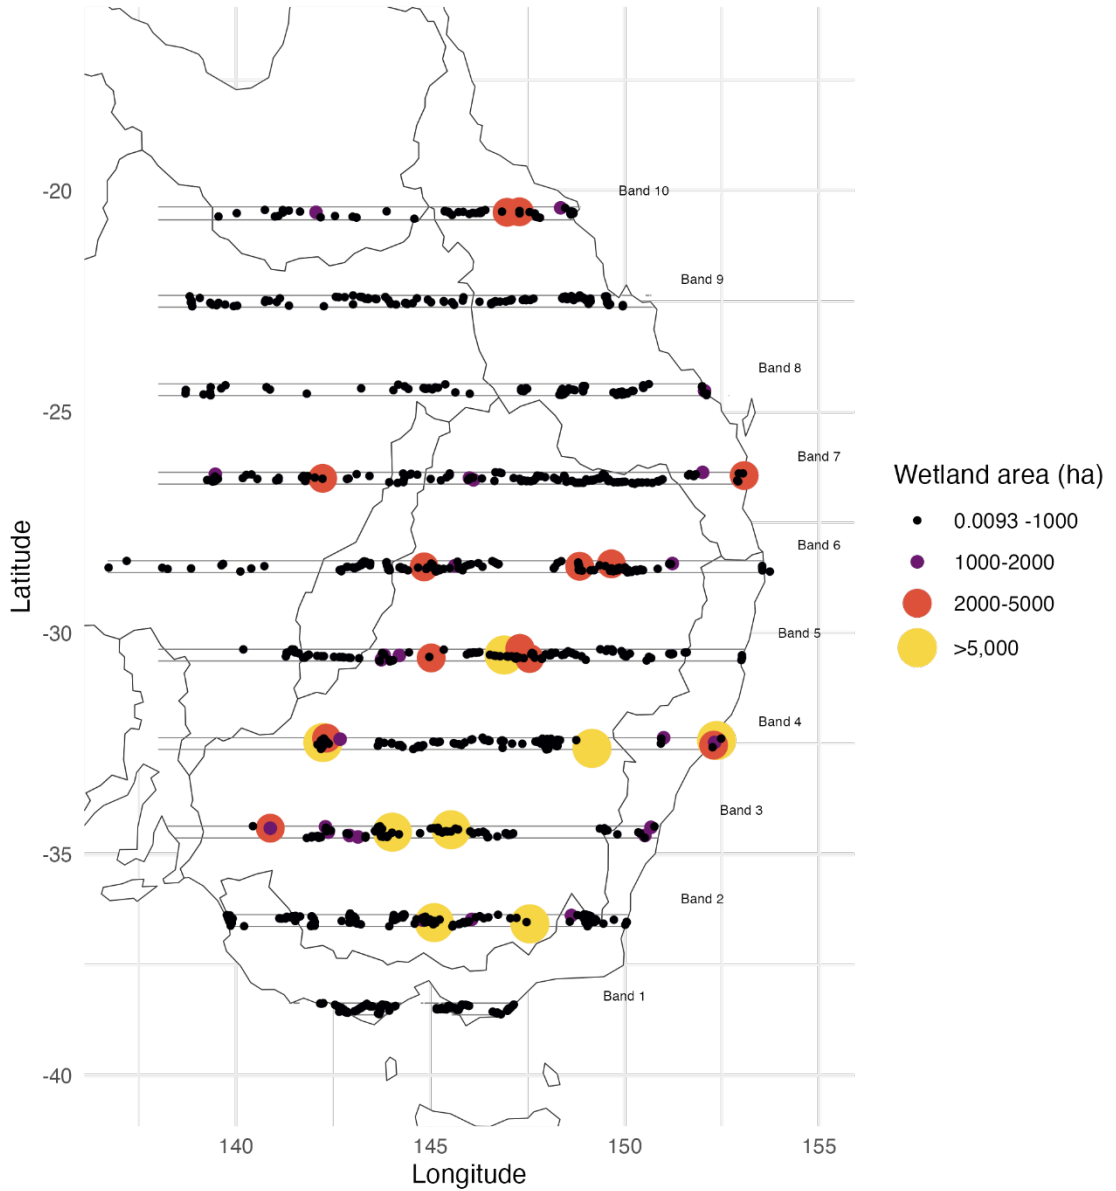 -20
-25
-30
-35
-40
Latitude
Band 10
Band 9
Band 8
Band 7
Band 6
Band 5
Band 4
Band 3
Band 2
Band 1
140
145
150
155
Longitude
Wetland area (ha)
0.0093 -1000
1000-2000
2000-5000
>5,000